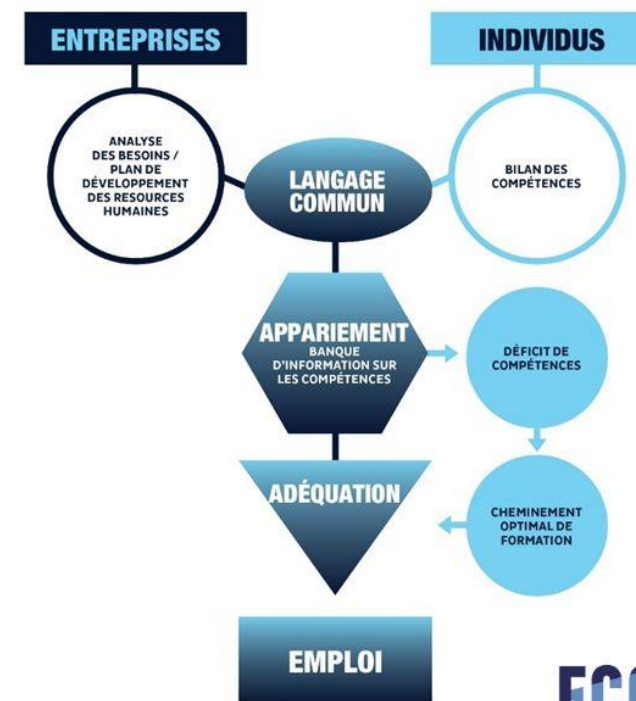 ENTREPRISES
INDIVIDUS
ANALYSE
DES BESOINS /
PLAN DE
DÉVELOPPEMENT
DES RESOURCES
HUMAINES
LANGAGE
COMMUN
BILAN DES
COMPÉTENCES
APPARIEMENT
BANQUE
D'INFORMATION SUR
LES COMPÉTENCES
DÉFICIT DE
COMPÉTENCES
ADÉQUATION
CHEMINEMENT
OPTIMAL DE
FORMATION
EMPLOI